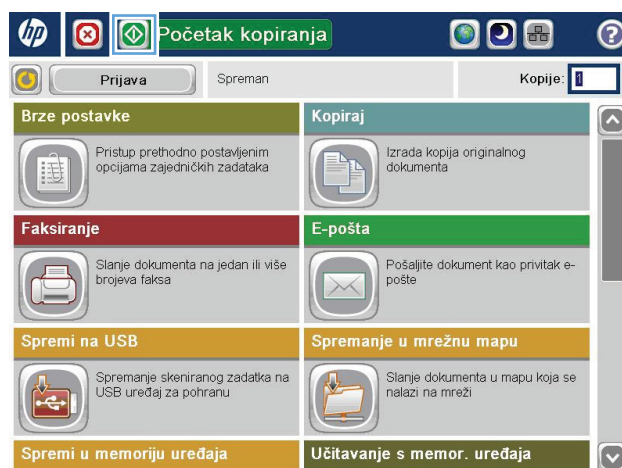 hp
Početak kopiranja
?
Prijava
Spreman
Kopije: 1
Brze postavke
Pristup prethodno postavljenim
opcijama zajedničkih zadataka
Kopiraj
Izrada kopija originalnog
dokumenta
Faksiranje
Slanje dokumenta na jedan ili više
brojeva faksa
E-pošta
Pošaljite dokument kao privitak e-
pošte
Spremi na USB
Spremanje skeniranog zadatka na
USB uređaj za pohranu
Spremanje u mrežnu mapu
Slanje dokumenta u mapu koja se
nalazi na mreži
Spremi u memoriju uređaja
Učitavanje s memor. uređaja